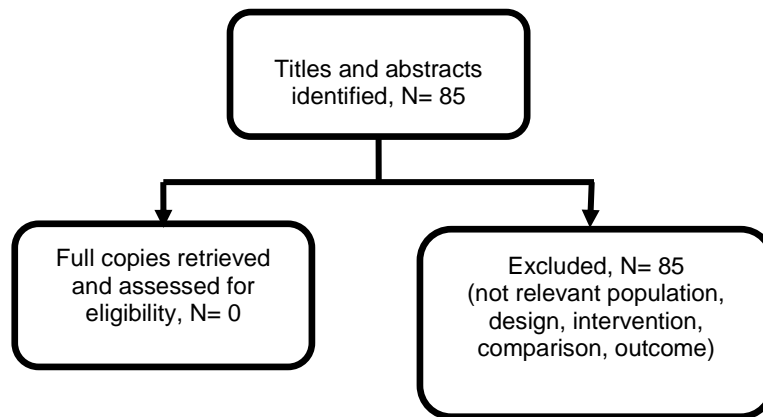 Titles and abstracts
identified, N= 85
Full copies retrieved
and assessed for
eligibility, N= 0
Excluded, N= 85
(not relevant population,
design, intervention,
comparison, outcome)